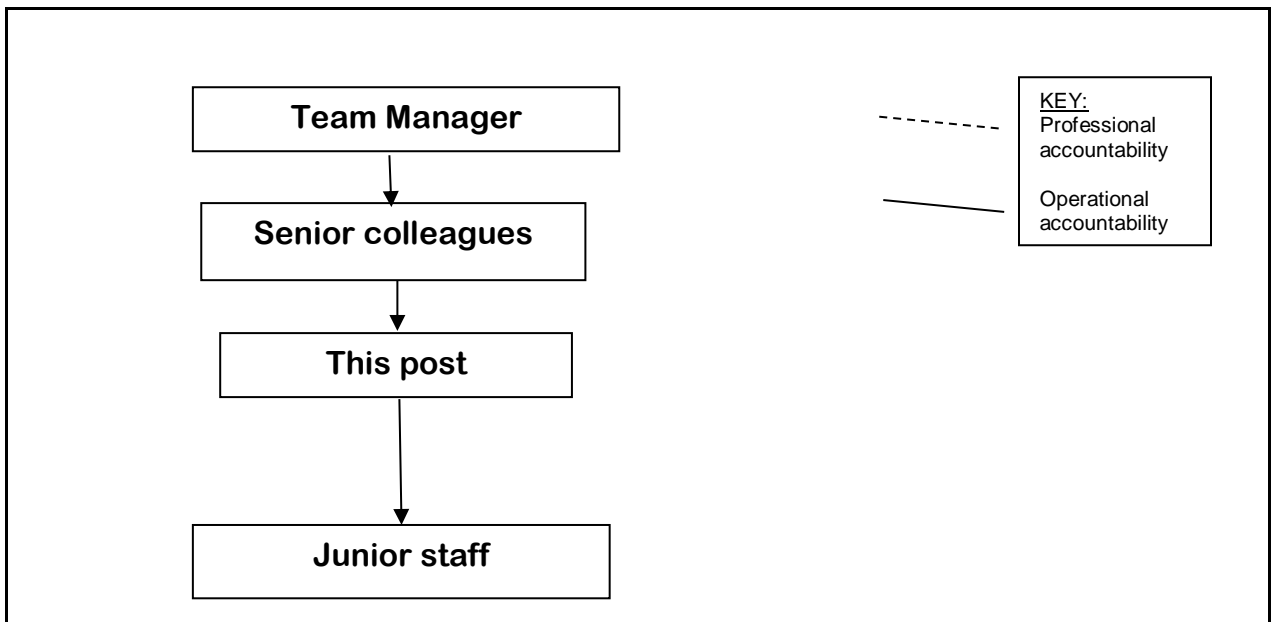 Team Manager
Senior colleagues
This post
Junior staff
KEY:
Professional
accountability
Operational
accountability